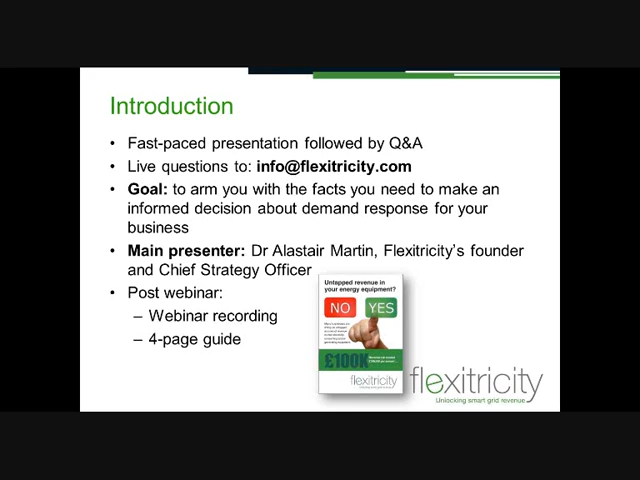 Introduction
• Fast-paced presentation followed by Q&A
• Live questions to: info@flexitricity.com
• Goal: to arm you with the facts you need to make an
informed decision about demand response for your
business
• Main presenter: Dr Alastair Martin, Flexitricity's founder
and Chief Strategy Officer
• Post webinar:
– Webinar recording
– 4-page guide
Untapped revenue in
your energy equipment?
NO YES
£100K
flexitricity
flexitricity
Unlocking smart grid revenue